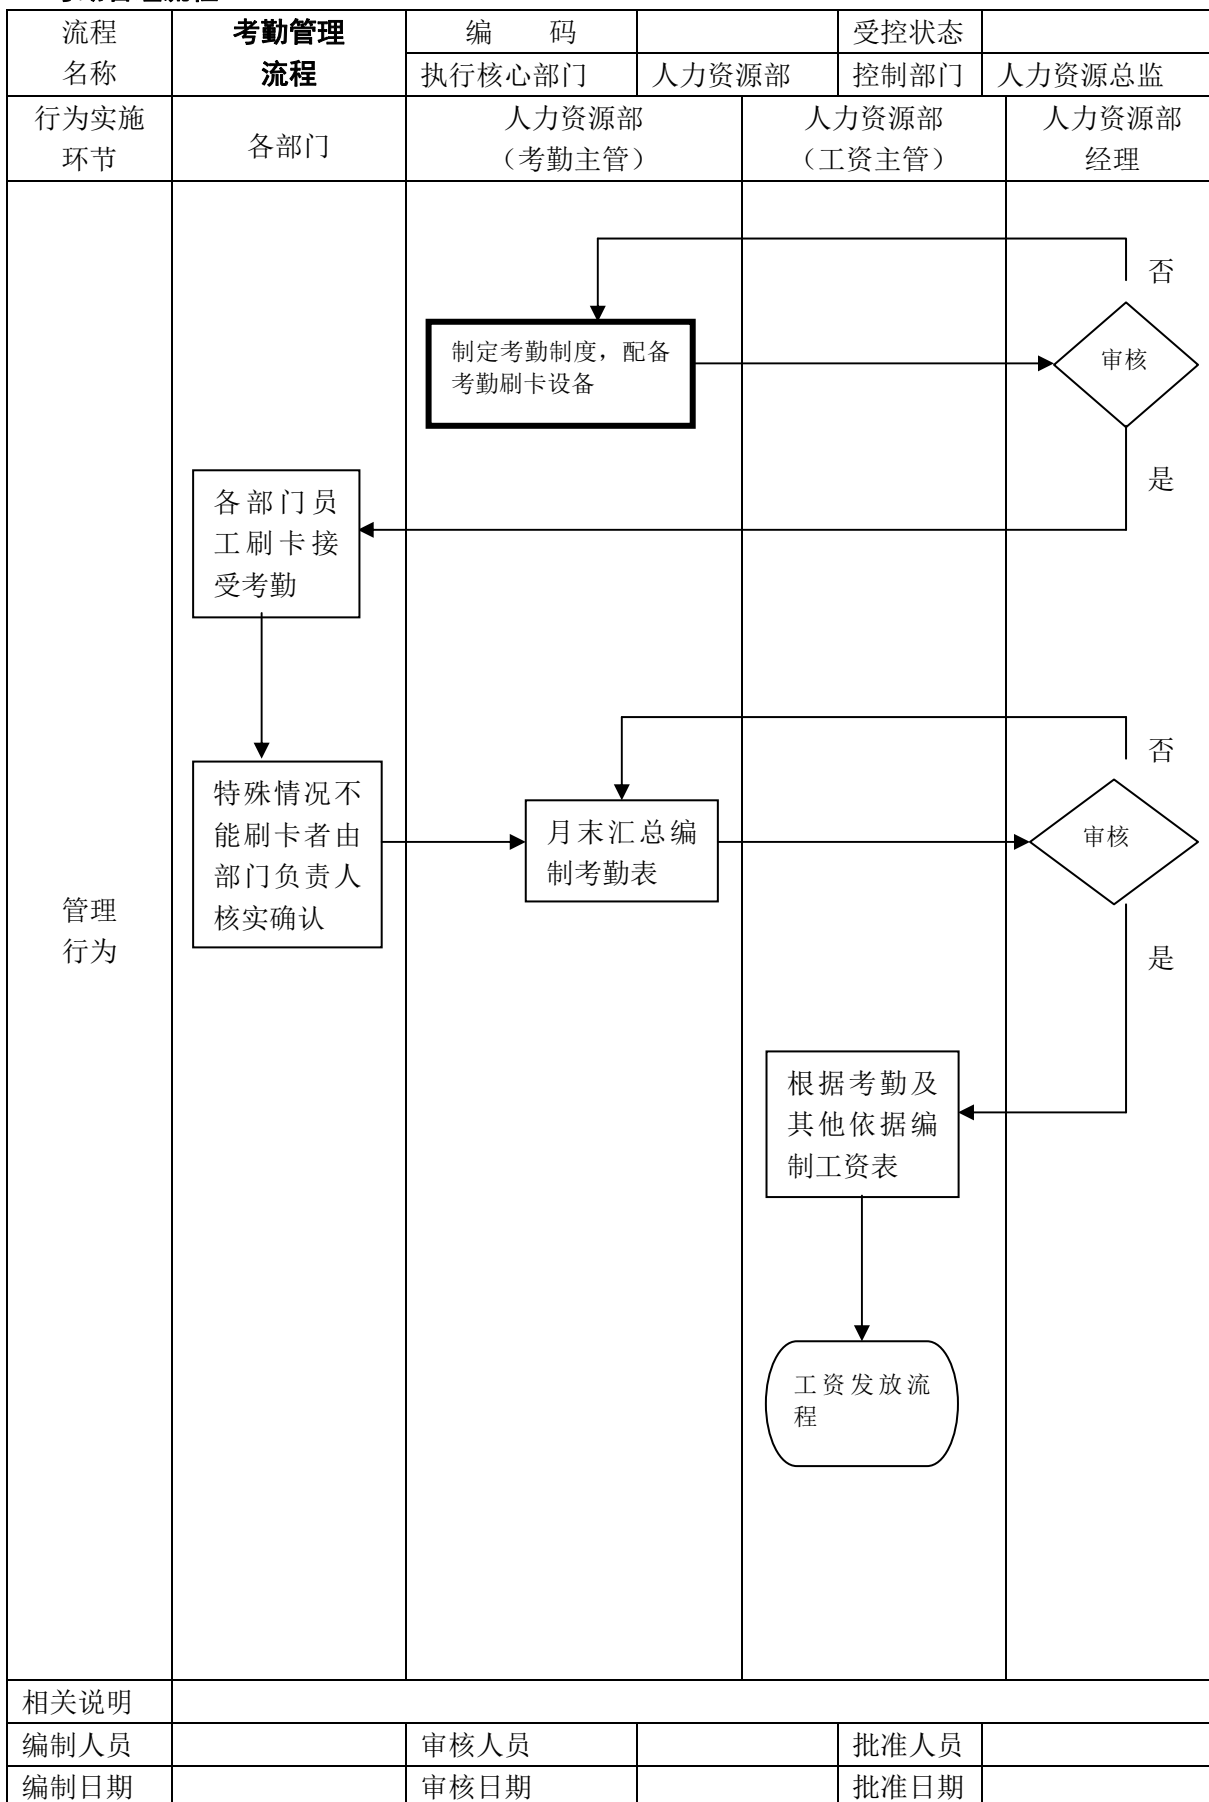 流程
名称
考勤管理
流程
编 码
受控状态
执行核心部门
人力资源部
控制部门
人力资源总监
行为实施
环节
各部门
人力资源部
（考勤主管）
人力资源部
（工资主管）
人力资源部
经理
管理
行为
否
制定考勤制度，配备
考勤刷卡设备
审核
是
各部门员
工刷卡接
受考勤
否
特殊情况不
能刷卡者由
部门负责人
核实确认
月末汇总编
制考勤表
审核
是
根据考勤及
其他依据编
制工资表
工资发放流
程
相关说明
编制人员
审核人员
批准人员
编制日期
审核日期
批准日期